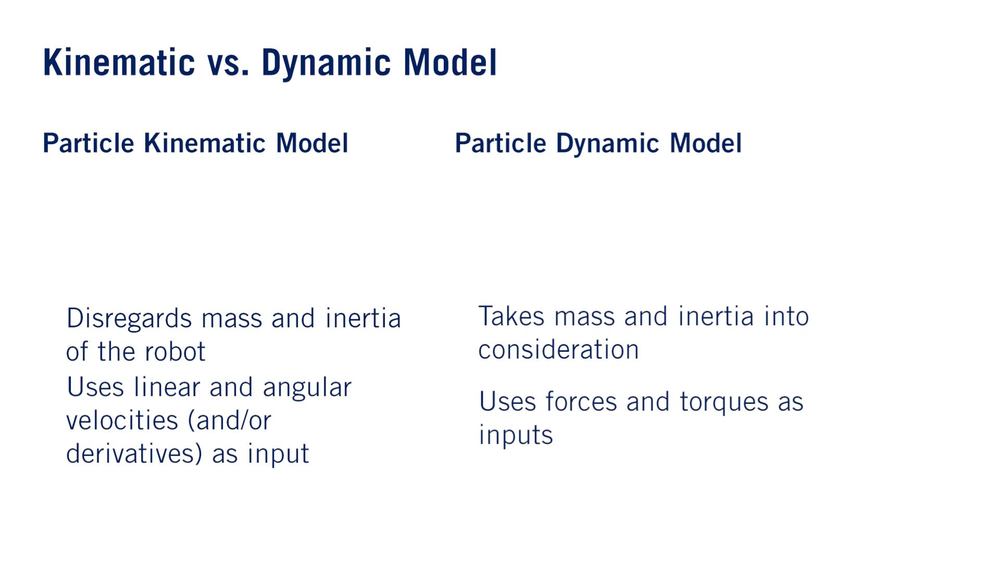 Kinematic vs. Dynamic Model
Particle Kinematic Model
Disregards mass and inertia
of the robot
Uses linear and angular
velocities (and/or
derivatives) as input
Particle Dynamic Model
Takes mass and inertia into
consideration
Uses forces and torques as
inputs